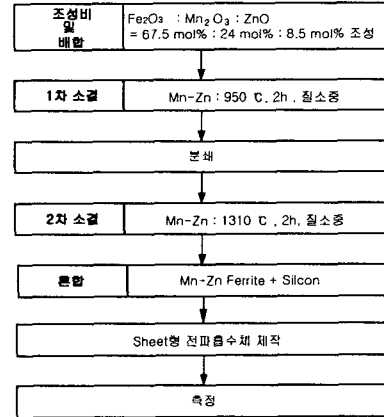 조성비
및
배합
Fe₂O₃ : Mn₂O₃ : ZnO
= 67.5 mol% : 24 mol% : 8.5 mol% 조성
1차 소결
Mn-Zn : 950 ℃, 2h, 질소중
분쇄
2차 소결
Mn-Zn : 1310 ℃, 2h, 질소중
혼합
Mn-Zn Ferrite + Silcon
Sheet형 전파흡수체 제작
측정